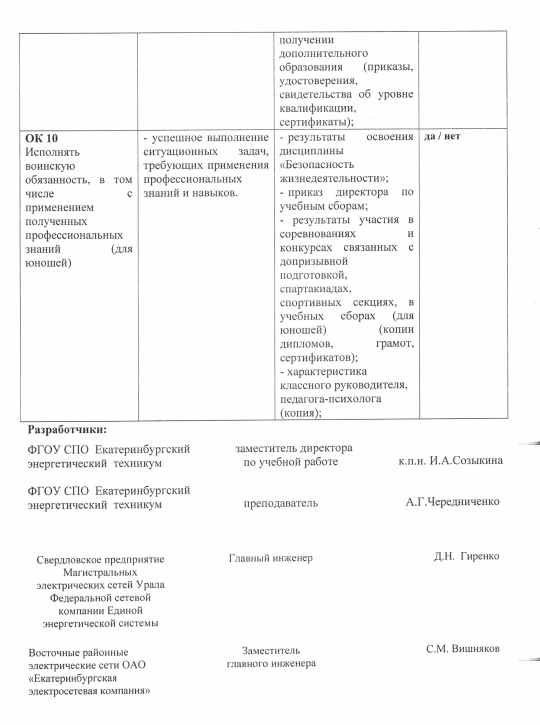 получении
дополнительного
образования (приказы,
удостоверения,
свидетельства об уровне
квалификации,
сертификаты);
ОК 10
Исполнять
воинскую
обязанность, в том
числе с
применением
полученных
профессиональных
знаний (для
юношей)
- успешное выполнение
ситуационных задач,
требующих применения
профессиональных
знаний и навыков.
- результаты освоения
дисциплины
«Безопасность
жизнедеятельности»;
- приказ директора по
учебным сборам;
- результаты участия в
соревнованиях и
конкурсах связанных с
допризывной
подготовкой,
спартакиадах,
спортивных секциях, в
учебных сборах (для
юношей) (копии
дипломов, грамот,
сертификатов);
- характеристика
классного руководителя,
педагога-психолога
(копия);
да / нет
Разработчики:
ФГОУ СПО Екатеринбургский
энергетический техникум
заместитель директора
по учебной работе
к.п.н. И.А.Созыкина
ФГОУ СПО Екатеринбургский
энергетический техникум
преподаватель
А.Г.Чередниченко
Свердловское предприятие
Магистральных
электрических сетей Урала
Федеральной сетевой
компании Единой
энергетической системы
Главный инженер
Д.Н. Гиренко
Восточные районные
электрические сети ОАО
«Екатеринбургская
электросетевая компания»
Заместитель
главного инженера
С.М. Вишняков